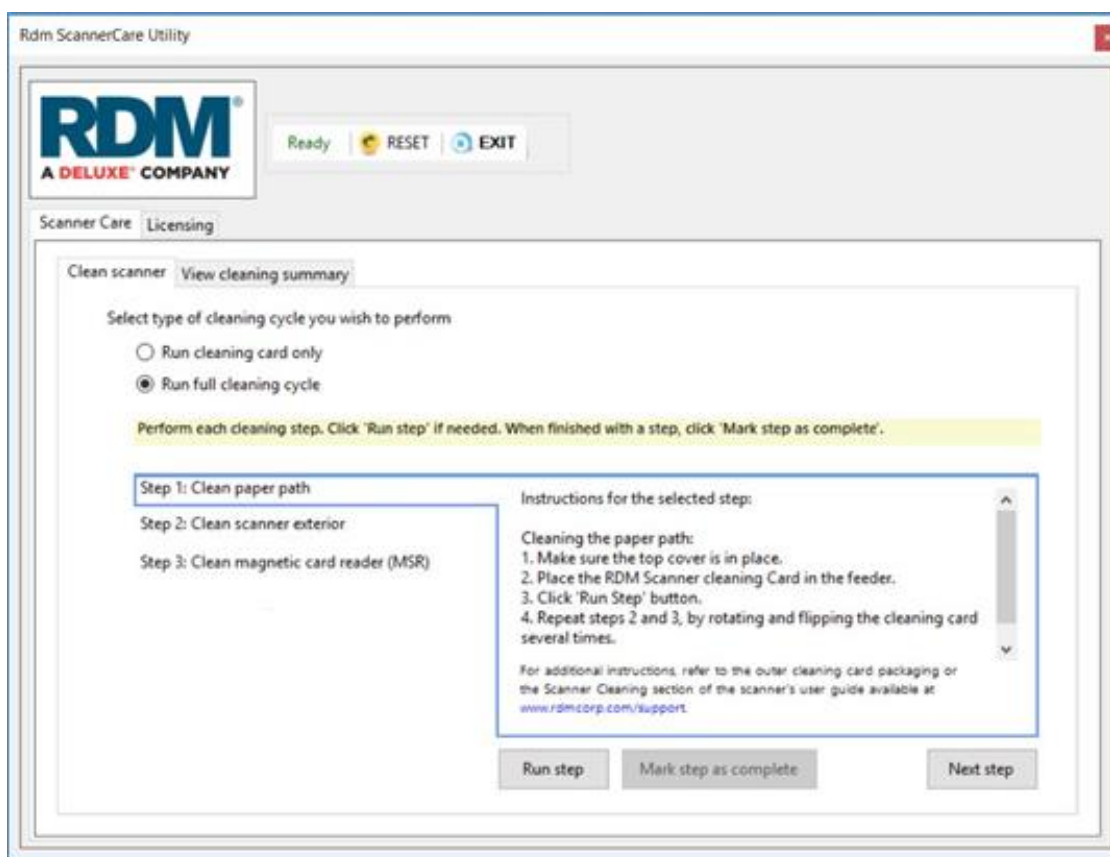 Rdm ScannerCare Utility
RDM®
A DELUXE® COMPANY
Ready RESET EXIT
Scanner Care Licensing
Clean scanner View cleaning summary
Select type of cleaning cycle you wish to perform
Run cleaning card only
Run full cleaning cycle
Perform each cleaning step. Click 'Run step' if needed. When finished with a step, click 'Mark step as complete'.
Step 1: Clean paper path
Step 2: Clean scanner exterior
Step 3: Clean magnetic card reader (MSR)
Instructions for the selected step:
Cleaning the paper path:
1. Make sure the top cover is in place.
2. Place the RDM Scanner cleaning Card in the feeder.
3. Click 'Run Step' button.
4. Repeat steps 2 and 3, by rotating and flipping the cleaning card
several times.
For additional instructions, refer to the outer cleaning card packaging or
the Scanner Cleaning section of the scanner's user guide available at
www.rdmcorp.com/support
Run step Mark step as complete Next step